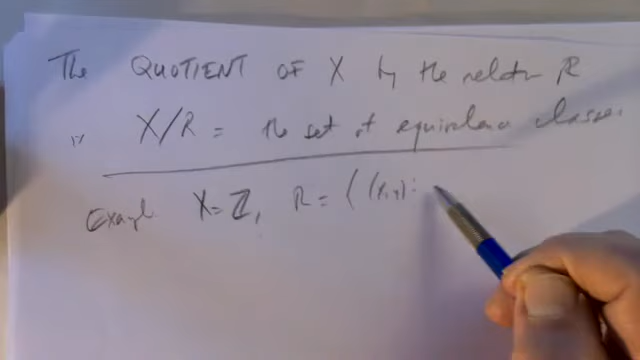 The QUOTIENT OF X by the relation R
is X/R = the set of equivalence classes
Example X = ℤ, R = { (x,y) :